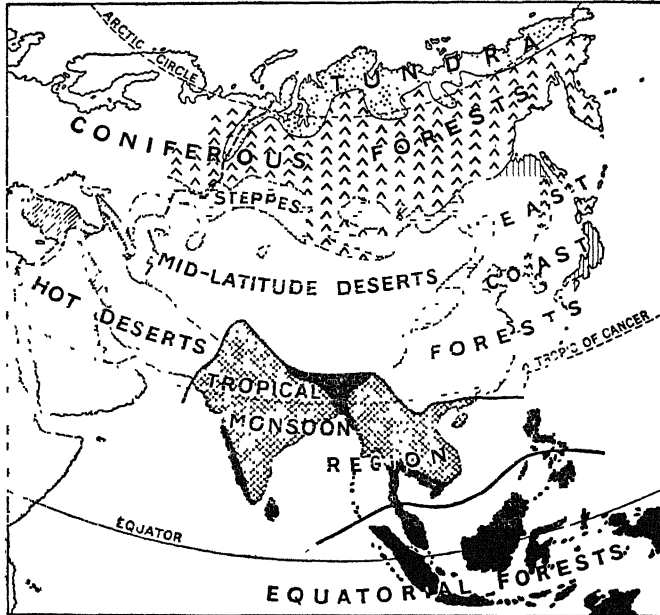 ARCTIC CIRCLE
TUNDRA
CONIFEROUS FORESTS
STEPPES
EAST
MID-LATITUDE DESERTS
COAST
HOT DESERTS
FORESTS
TROPIC OF CANCER
TROPICAL
MONSOON
REGION
EQUATOR
EQUATORIAL FORESTS